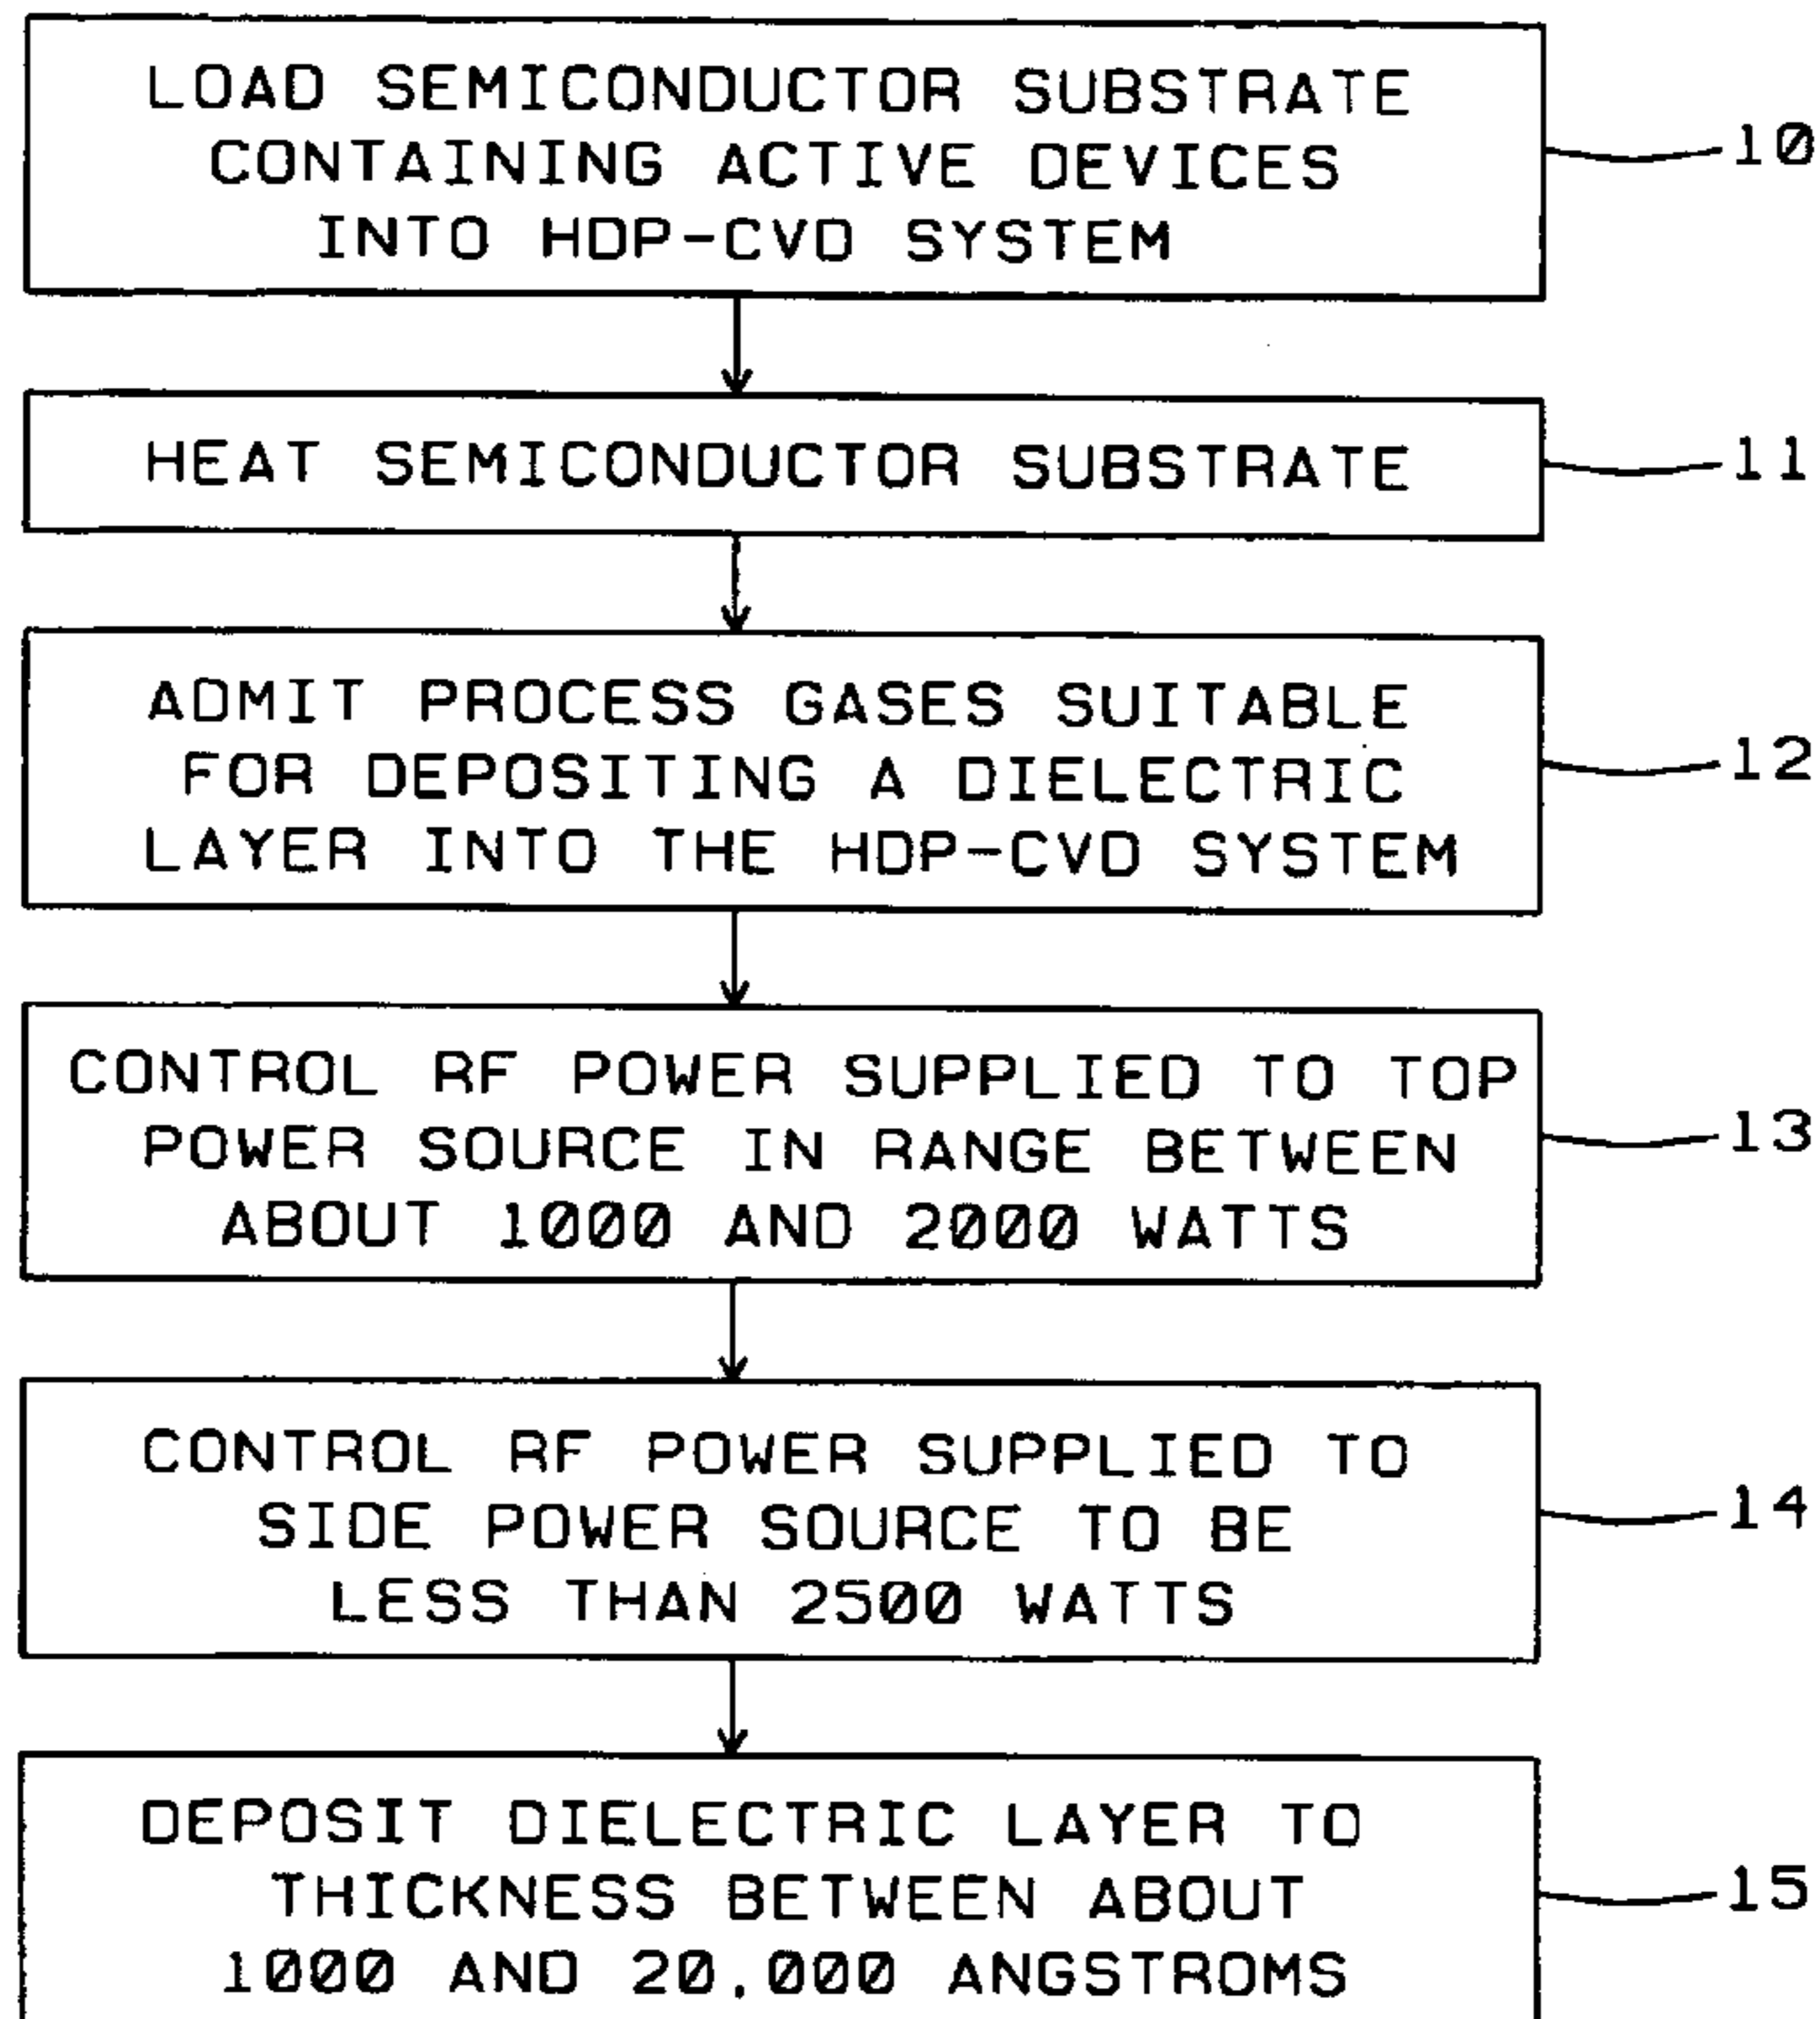 LOAD SEMICONDUCTOR SUBSTRATE
CONTAINING ACTIVE DEVICES
INTO HDP-CVD SYSTEM
10
HEAT SEMICONDUCTOR SUBSTRATE
11
ADMIT PROCESS GASES SUITABLE
FOR DEPOSITING A DIELECTRIC
LAYER INTO THE HDP-CVD SYSTEM
12
CONTROL RF POWER SUPPLIED TO TOP
POWER SOURCE IN RANGE BETWEEN
ABOUT 1000 AND 2000 WATTS
13
CONTROL RF POWER SUPPLIED TO
SIDE POWER SOURCE TO BE
LESS THAN 2500 WATTS
14
DEPOSIT DIELECTRIC LAYER TO
THICKNESS BETWEEN ABOUT
1000 AND 20,000 ANGSTROMS
15